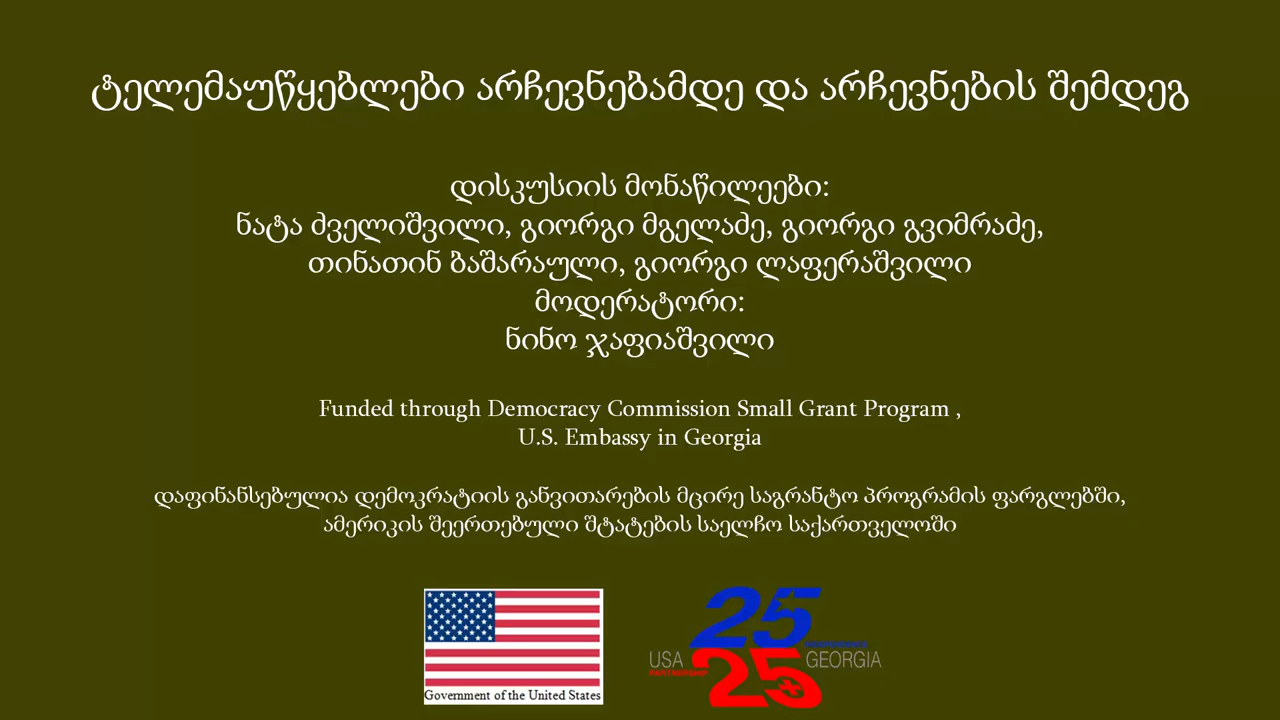 ტელემაუწყებლები არჩევნებამდე და არჩევნების შემდეგ
დისკუსიის მონაწილეები:
ნატა ძველიშვილი, გიორგი მგელაძე, გიორგი გვიმრაძე,
თინათინ ბაშარაული, გიორგი ლაფერაშვილი
მოდერატორი:
ნინო ჯაფიაშვილი
Funded through Democracy Commission Small Grant Program ,
U.S. Embassy in Georgia
დაფინანსებულია დემოკრატიის განვითარების მცირე საგრანტო პროგრამის ფარგლებში,
ამერიკის შეერთებული შტატების საელჩო საქართველოში
Government of the United States
25
USA GEORGIA
PARTNERSHIP
25